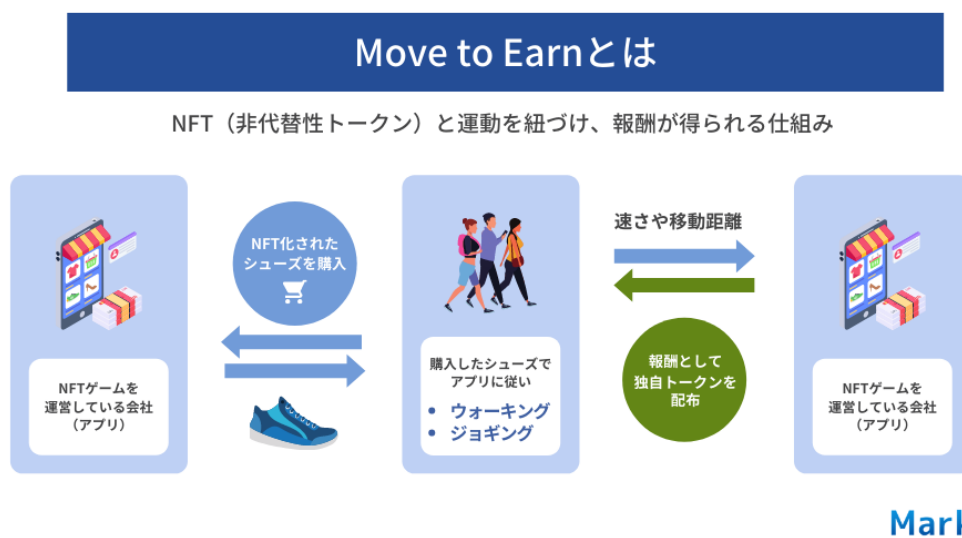 Move to Earnとは
NFT（非代替性トークン）と運動を紐づけ、報酬が得られる仕組み
NFTゲームを
運営している会社
（アプリ）
NFT化された
シューズを購入
購入したシューズで
アプリに従い
• ウォーキング
• ジョギング
速さや移動距離
報酬として
独自トークンを
配布
NFTゲームを
運営している会社
（アプリ）